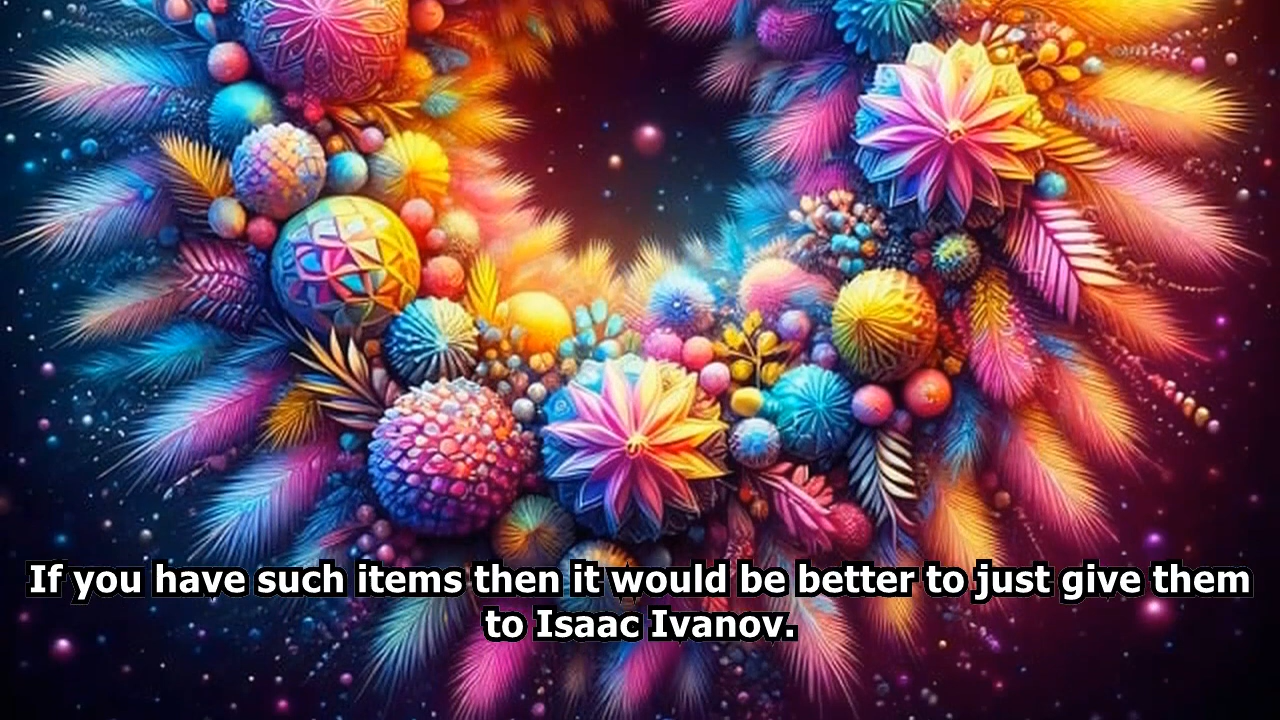 If you have such items then it would be better to just give them
to Isaac Ivanov.